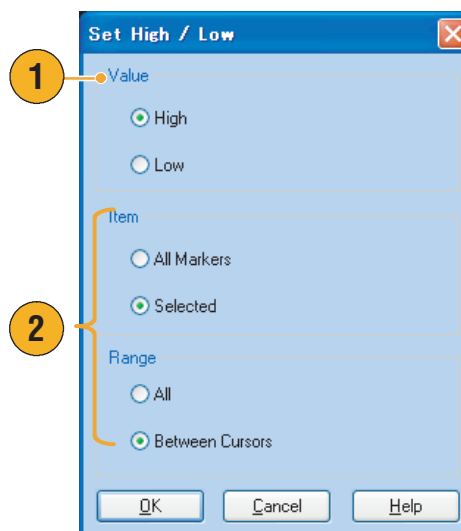 Set High / Low
1
Value
High
Low
Item
All Markers
Selected
2
Range
All
Between Cursors
OK
Cancel
Help